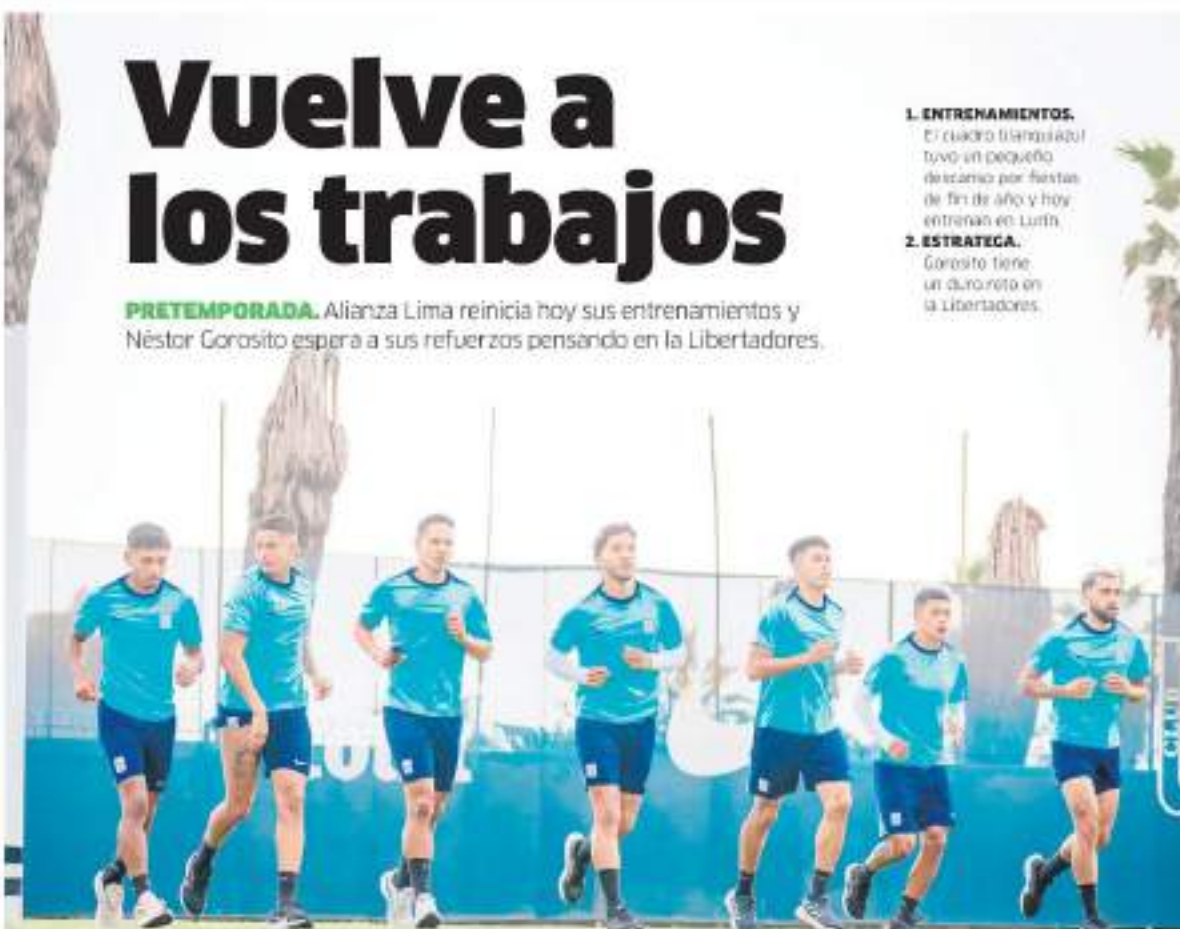 Vuelve a
los trabajos
PRETEMPORADA. Alianza Lima reinicia hoy sus entrenamientos y
Néstor Gorosito espera a sus refuerzos pensando en la Libertadores.
1. ENTRENAMIENTOS.
El cuadro blanquiazul
tuvo un pequeño
descanso por fiestas
de fin de año y hoy
entrenan en Lurín.
2. ESTRATEGA.
Gorosito tiene
un duro reto en
la Libertadores.